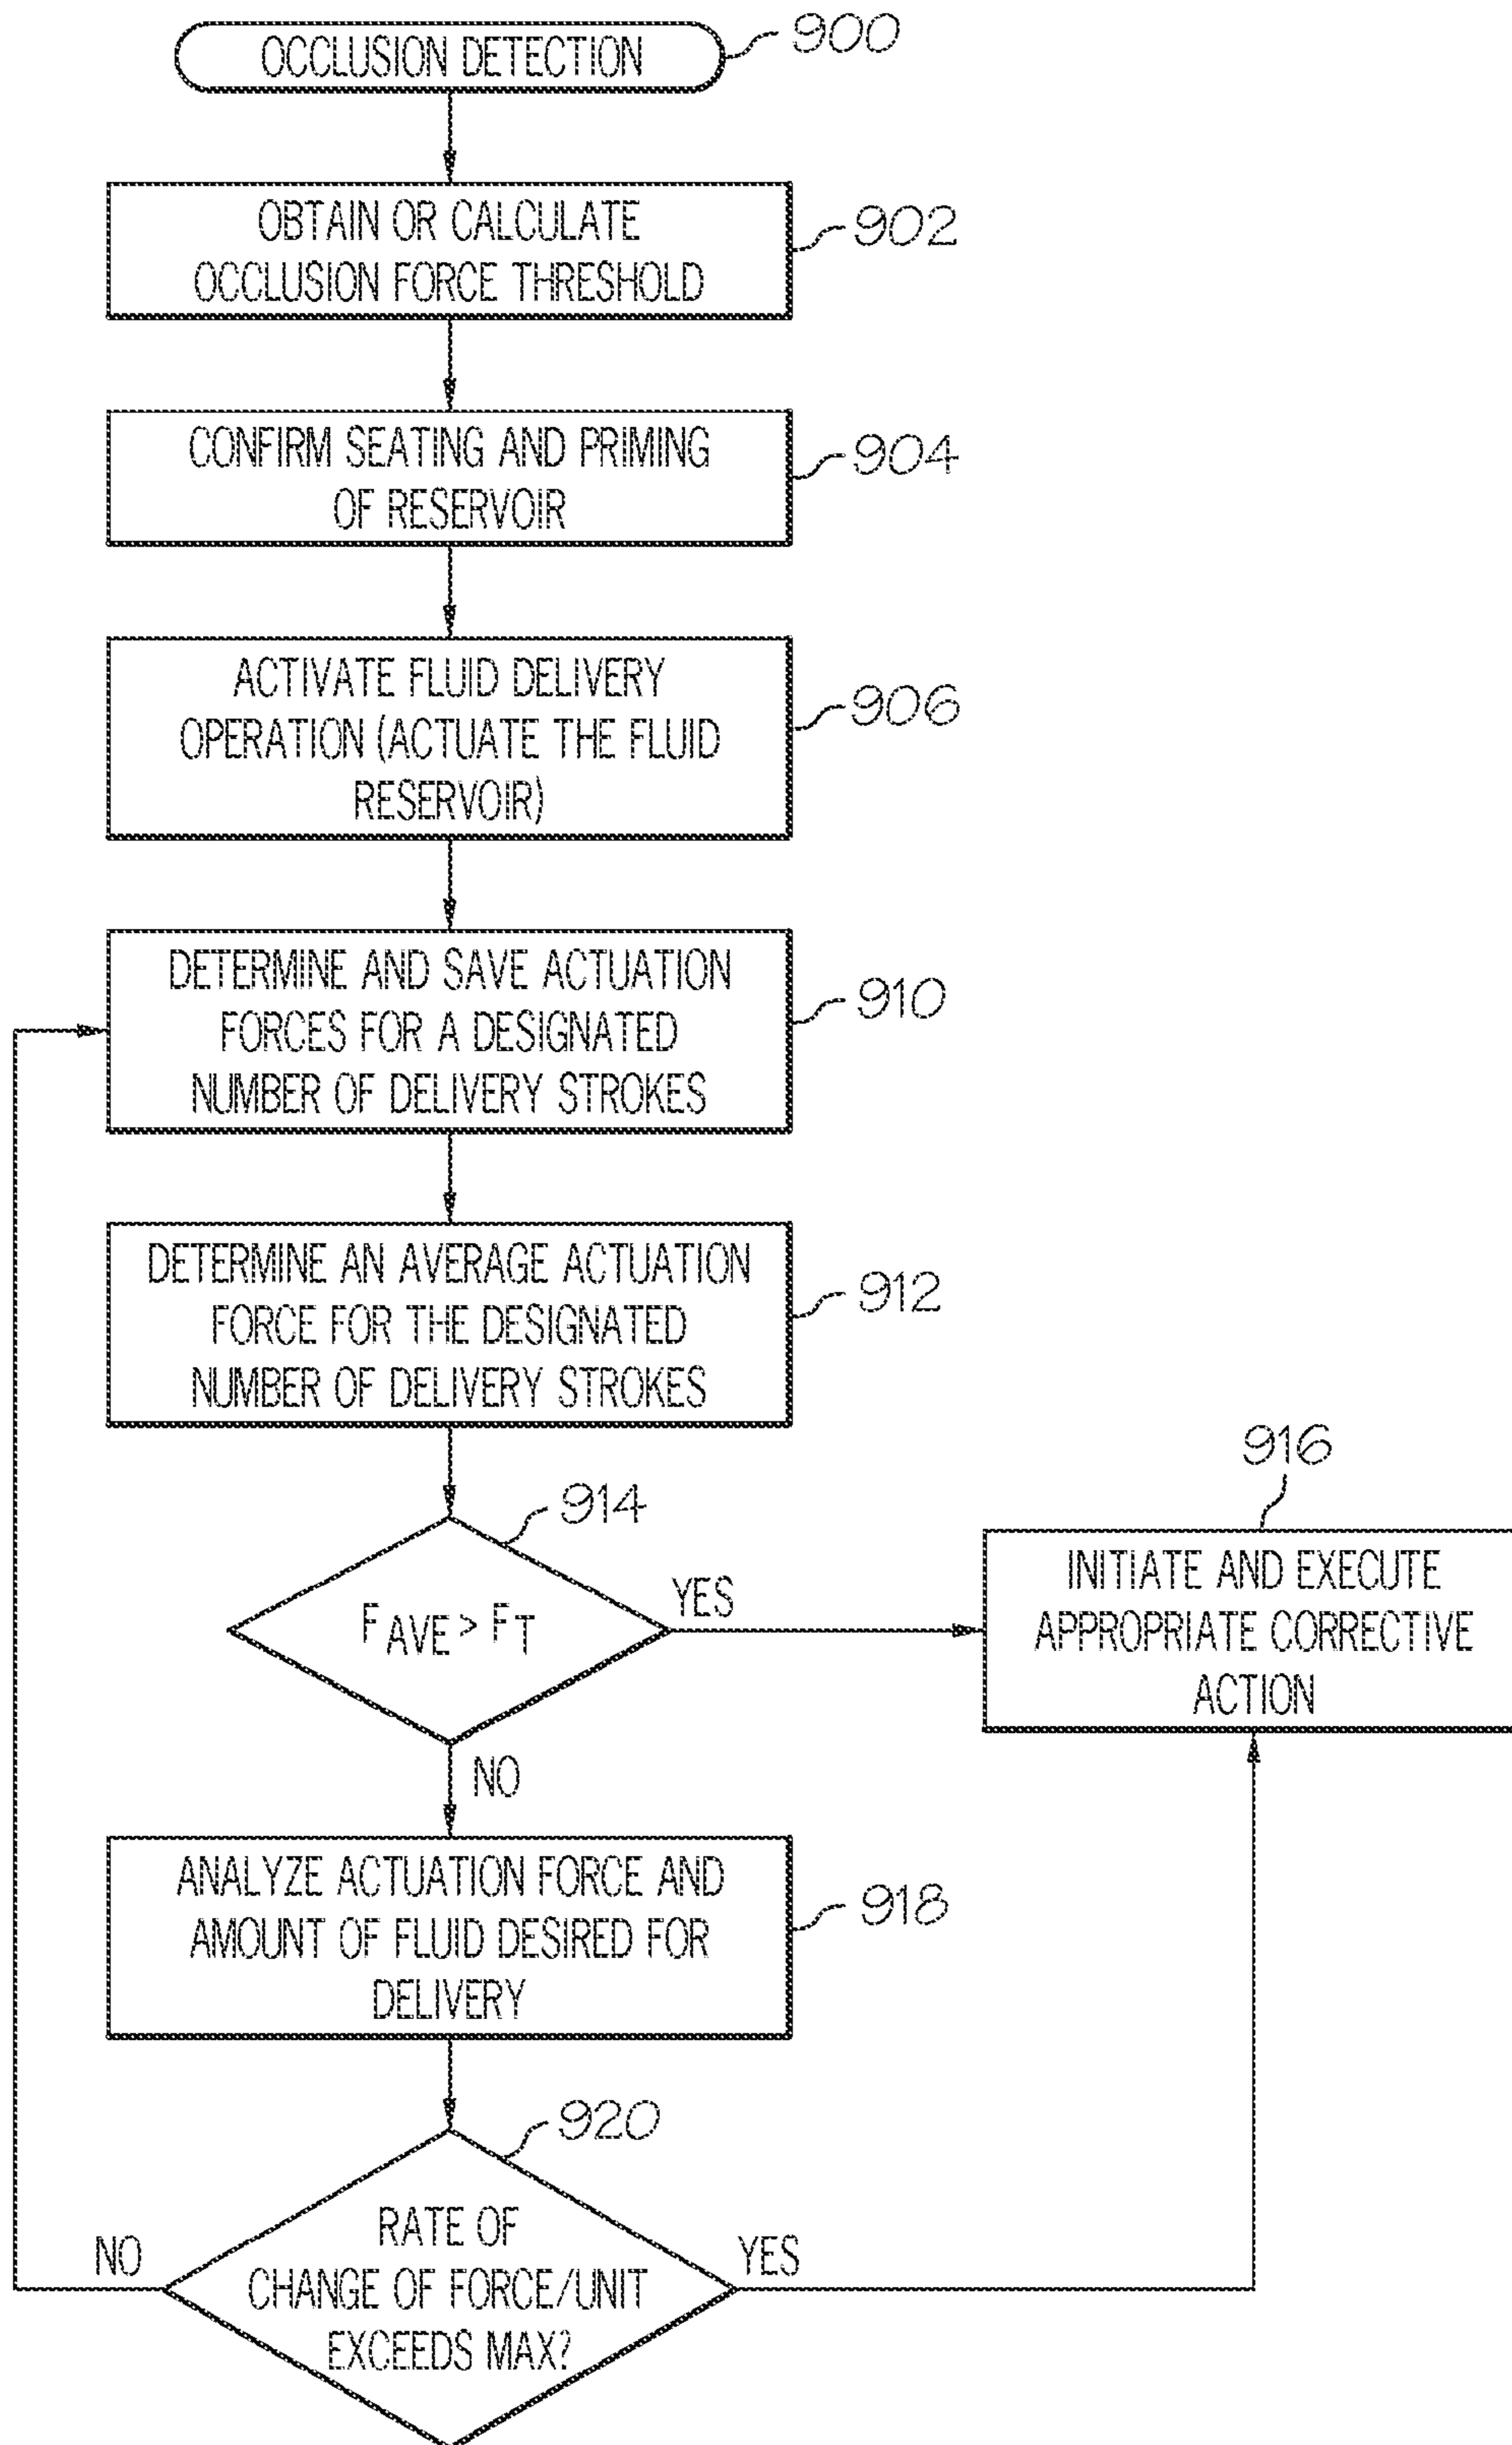 OCCLUSION DETECTION
900
OBTAIN OR CALCULATE
OCCLUSION FORCE THRESHOLD
902
CONFIRM SEATING AND PRIMING
OF RESERVOIR
904
ACTIVATE FLUID DELIVERY
OPERATION (ACTUATE THE FLUID
RESERVOIR)
906
DETERMINE AND SAVE ACTUATION
FORCES FOR A DESIGNATED
NUMBER OF DELIVERY STROKES
910
DETERMINE AN AVERAGE ACTUATION
FORCE FOR THE DESIGNATED
NUMBER OF DELIVERY STROKES
912
914
F AVE > F T
YES
NO
916
INITIATE AND EXECUTE
APPROPRIATE CORRECTIVE
ACTION
ANALYZE ACTUATION FORCE AND
AMOUNT OF FLUID DESIRED FOR
DELIVERY
918
920
RATE OF
CHANGE OF FORCE/UNIT
EXCEEDS MAX?
NO
YES